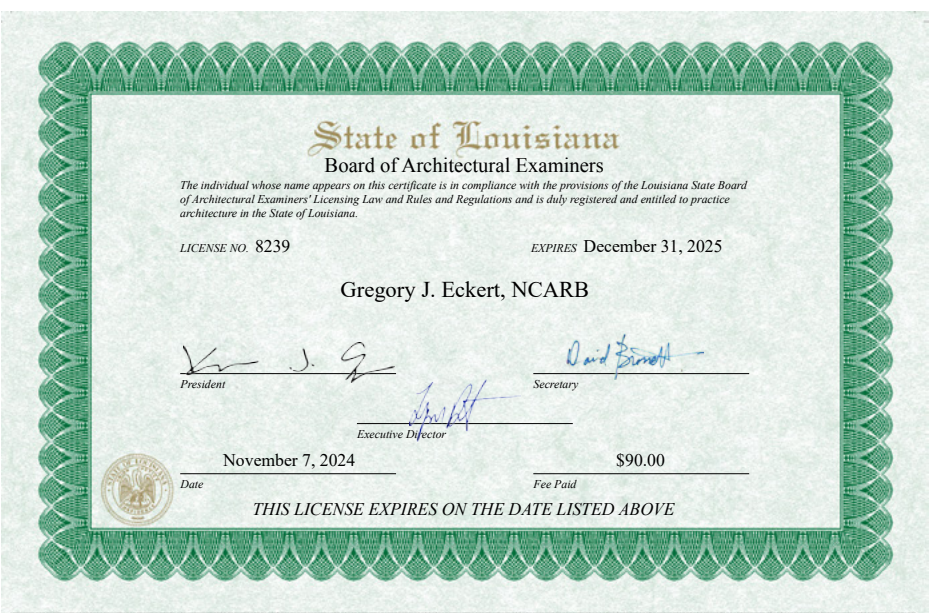 State of Louisiana
Board of Architectural Examiners
The individual whose name appears on this certificate is in compliance with the provisions of the Louisiana State Board
of Architectural Examiners' Licensing Law and Rules and Regulations and is duly registered and entitled to practice
architecture in the State of Louisiana.
LICENSE NO. 8239 EXPIRES December 31, 2025
Gregory J. Eckert, NCARB
President Secretary
Executive Director
November 7, 2024 $90.00
Date Fee Paid
THIS LICENSE EXPIRES ON THE DATE LISTED ABOVE